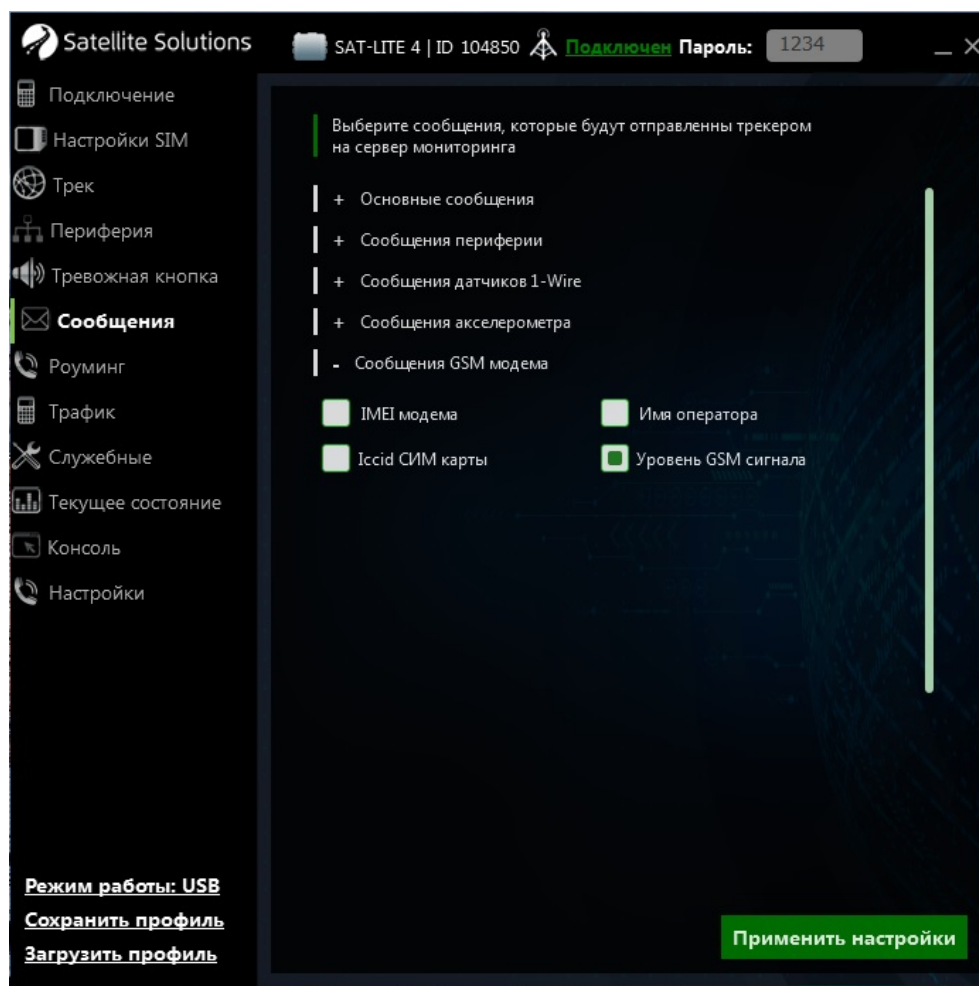 Satellite Solutions
SAT-LITE 4 | ID 104850 Подключен Пароль: 1234
Подключение
Настройки SIM
Трек
Периферия
Тревожная кнопка
Сообщения
Роуминг
Трафик
Служебные
Текущее состояние
Консоль
Настройки
Режим работы: USB
Сохранить профиль
Загрузить профиль
Выберите сообщения, которые будут отправленны трекером
на сервер мониторинга
+ Основные сообщения
+ Сообщения периферии
+ Сообщения датчиков 1-Wire
+ Сообщения акселерометра
- Сообщения GSM модема
IMEI модема
Имя оператора
Iccid СИМ карты
Уровень GSM сигнала
Применить настройки